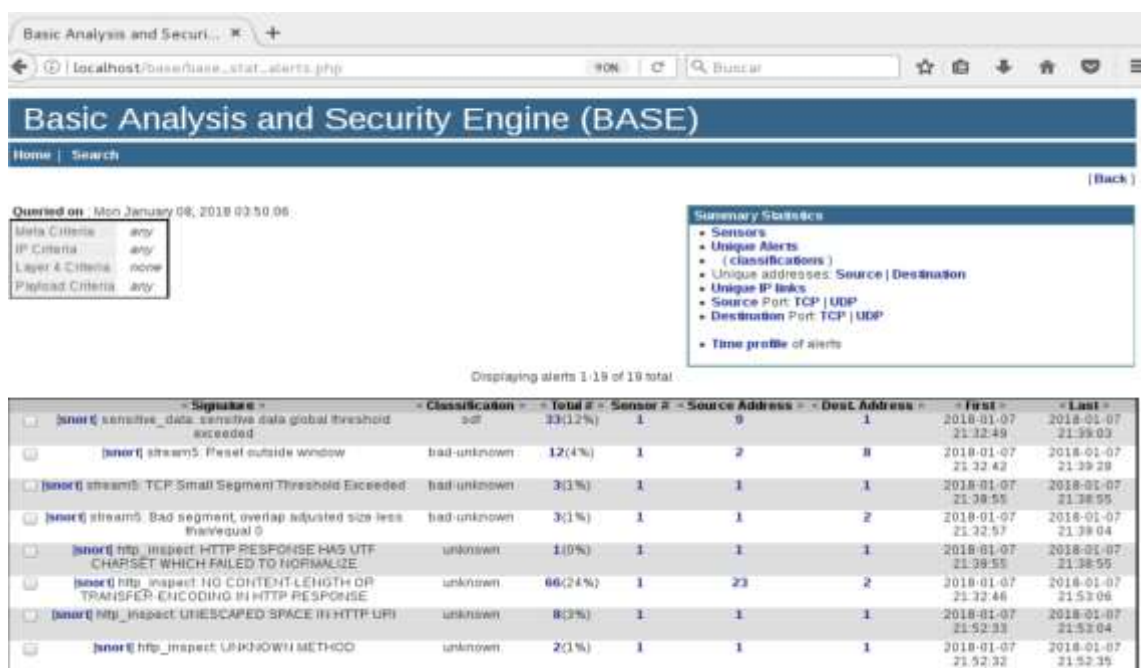 Basic Analysis and Securi... × +
localhost/base/base_stat_alerts.php 90% Buscar
Basic Analysis and Security Engine (BASE)
Home | Search
[Back]
Queried on : Mon January 08, 2018 03:50:06
Meta Criteria any
IP Criteria any
Layer 4 Criteria none
Payload Criteria any
Summary Statistics
• Sensors
• Unique Alerts
• ( classifications )
• Unique addresses: Source | Destination
• Unique IP links
• Source Port: TCP | UDP
• Destination Port: TCP | UDP
• Time profile of alerts
Displaying alerts 1-19 of 19 total
< Signature > < Classification > < Total # > Sensor # < Source Address > < Dest. Address > < First > < Last >
[snort] sensitive_data: sensitive data global threshold exceeded sdf 33(12%) 1 9 1 2018-01-07 21:32:49 2018-01-07 21:39:03
[snort] stream5: Reset outside window bad-unknown 12(4%) 1 2 8 2018-01-07 21:32:42 2018-01-07 21:39:28
[snort] stream5: TCP Small Segment Threshold Exceeded bad-unknown 3(1%) 1 1 1 2018-01-07 21:38:55 2018-01-07 21:38:55
[snort] stream5: Bad segment, overlap adjusted size less than/equal 0 bad-unknown 3(1%) 1 1 2 2018-01-07 21:32:57 2018-01-07 21:39:04
[snort] http_inspect: HTTP RESPONSE HAS UTF CHARSET WHICH FAILED TO NORMALIZE unknown 1(0%) 1 1 1 2018-01-07 21:38:55 2018-01-07 21:38:55
[snort] http_inspect: NO CONTENT-LENGTH OR TRANSFER-ENCODING IN HTTP RESPONSE unknown 66(24%) 1 23 2 2018-01-07 21:32:46 2018-01-07 21:53:06
[snort] http_inspect: UNESCAPED SPACE IN HTTP URI unknown 8(3%) 1 1 1 2018-01-07 21:52:33 2018-01-07 21:53:04
[snort] http_inspect: UNKNOWN METHOD unknown 2(1%) 1 1 1 2018-01-07 21:52:32 2018-01-07 21:52:35